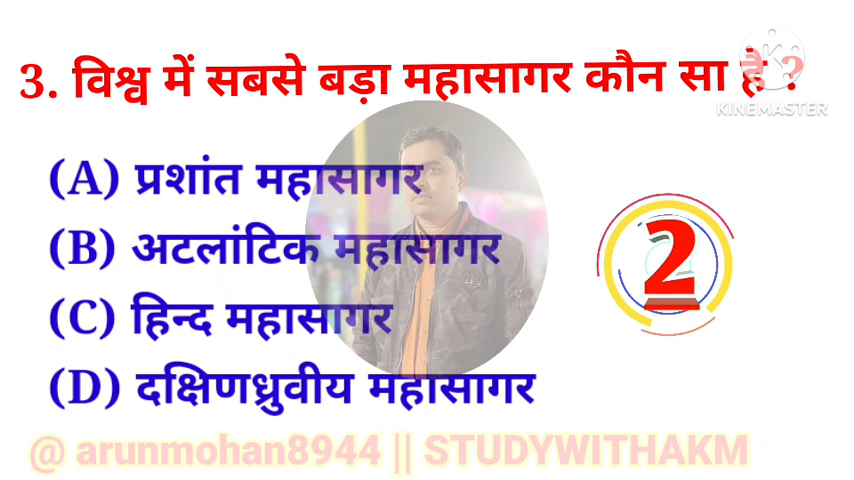 3. विश्व में सबसे बड़ा महासागर कौन सा है ?
KINEMASTER
(A) प्रशांत महासागर
(B) अटलांटिक महासागर
2
(C) हिन्द महासागर
(D) दक्षिणध्रुवीय महासागर
@ arunmohan8944 || STUDYWITHAKM